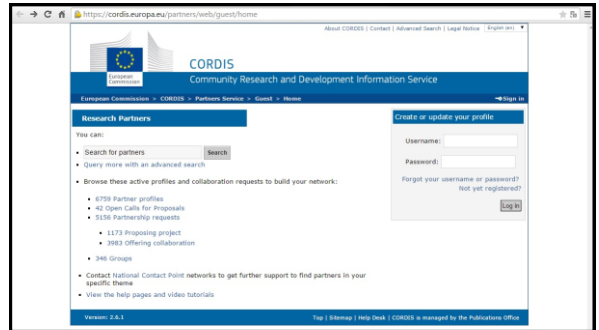 https://cordis.europa.eu/partners/web/guest/home
About CORDIS | Contact | Advanced Search | Legal Notice English (en)
European
Commission
CORDIS
Community Research and Development Information Service
European Commission > CORDIS > Partners Service > Guest > Home
Sign in
Research Partners
You can:
Search for partners Search
Query more with an advanced search
Browse these active profiles and collaboration requests to build your network:
6759 Partner profiles
42 Open Calls for Proposals
5156 Partnership requests
1173 Proposing project
3983 Offering collaboration
346 Groups
Contact National Contact Point networks to get further support to find partners in your
specific theme
View the help pages and video tutorials
Create or update your profile
Username:
Password:
Forgot your username or password?
Not yet registered?
Log in
Version: 2.6.1
Top | Sitemap | Help Desk | CORDIS is managed by the Publications Office